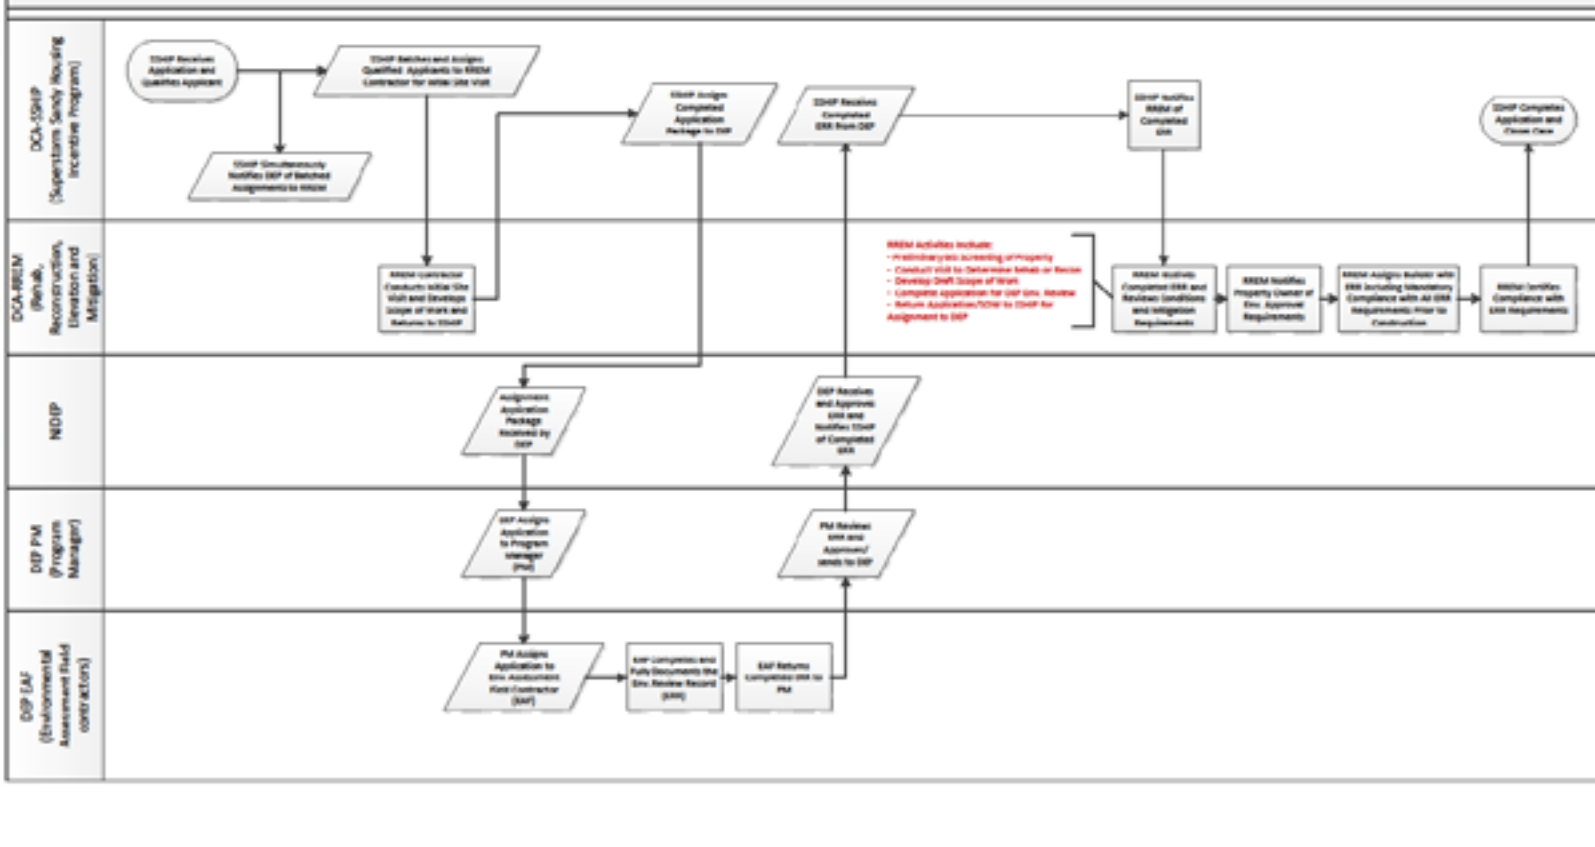 DCA-SSHIP
(Superstorm Sandy Housing
Incentive Program)
SSHIP Receives
Application and
Qualifies Applicant
SSHIP Batches and Assigns
Qualified Applicants to RREM
Contractor for Initial Site Visit
SSHIP Simultaneously
Notifies DEP of Batched
Assignments to RREM
SSHIP Assigns
Completed
Application
Package to DEP
SSHIP Receives
Completed
ERR from DEP
SSHIP Notifies
RREM of
Completed
ERR
SSHIP Completes
Application and
Closes Case
DCA-RREM
(Rehab,
Reconstruction,
Elevation and
Mitigation)
RREM Contractor
Conducts Initial Site
Visit and Develops
Scope of Work and
Returns to SSHIP
RREM Activities Include:
- Preliminary Screening of Property
- Conduct Visit to Determine Rehab or Recon
- Develop Draft Scope of Work
- Complete Application for DEP Env. Review
- Return Application/SOW to SSHIP for
Assignment to DEP
RREM Receives
Completed ERR and
Reviews Conditions
and Mitigation
Requirements
RREM Notifies
Property Owner of
Env. Approval
Requirements
RREM Assigns Builder with
ERR Including Mandatory
Compliance with All ERR
Requirements Prior to
Construction
RREM Certifies
Compliance with
ERR Requirements
NJDEP
Assignment
Application
Package
Received by
DEP
DEP Receives
and Approves
ERR and
Notifies SSHIP
of Completed
ERR
DEP PM
(Program
Manager)
DEP Assigns
Application
to Program
Manager
(PM)
PM Reviews
ERR and
Approves/
sends to DEP
DEP EAF
(Environmental
Assessment Field
contractors)
PM Assigns
Application to
Env. Assessment
Field Contractor
(EAF)
EAF Completes and
Fully Documents the
Env. Review Record
(ERR)
EAF Returns
Completed ERR to
PM